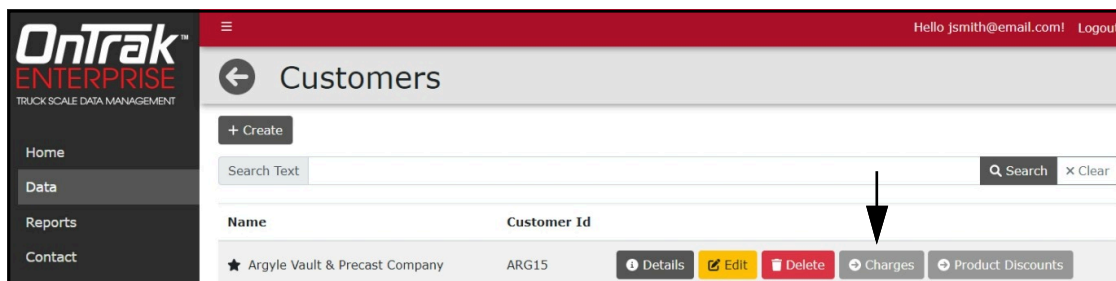 OnTrak™
ENTERPRISE
TRUCK SCALE DATA MANAGEMENT
Home
Data
Reports
Contact
Hello jsmith@email.com! Logout
Customers
+ Create
Search Text Search × Clear
Name Customer Id
Argyle Vault & Precast Company ARG15 Details Edit Delete Charges Product Discounts